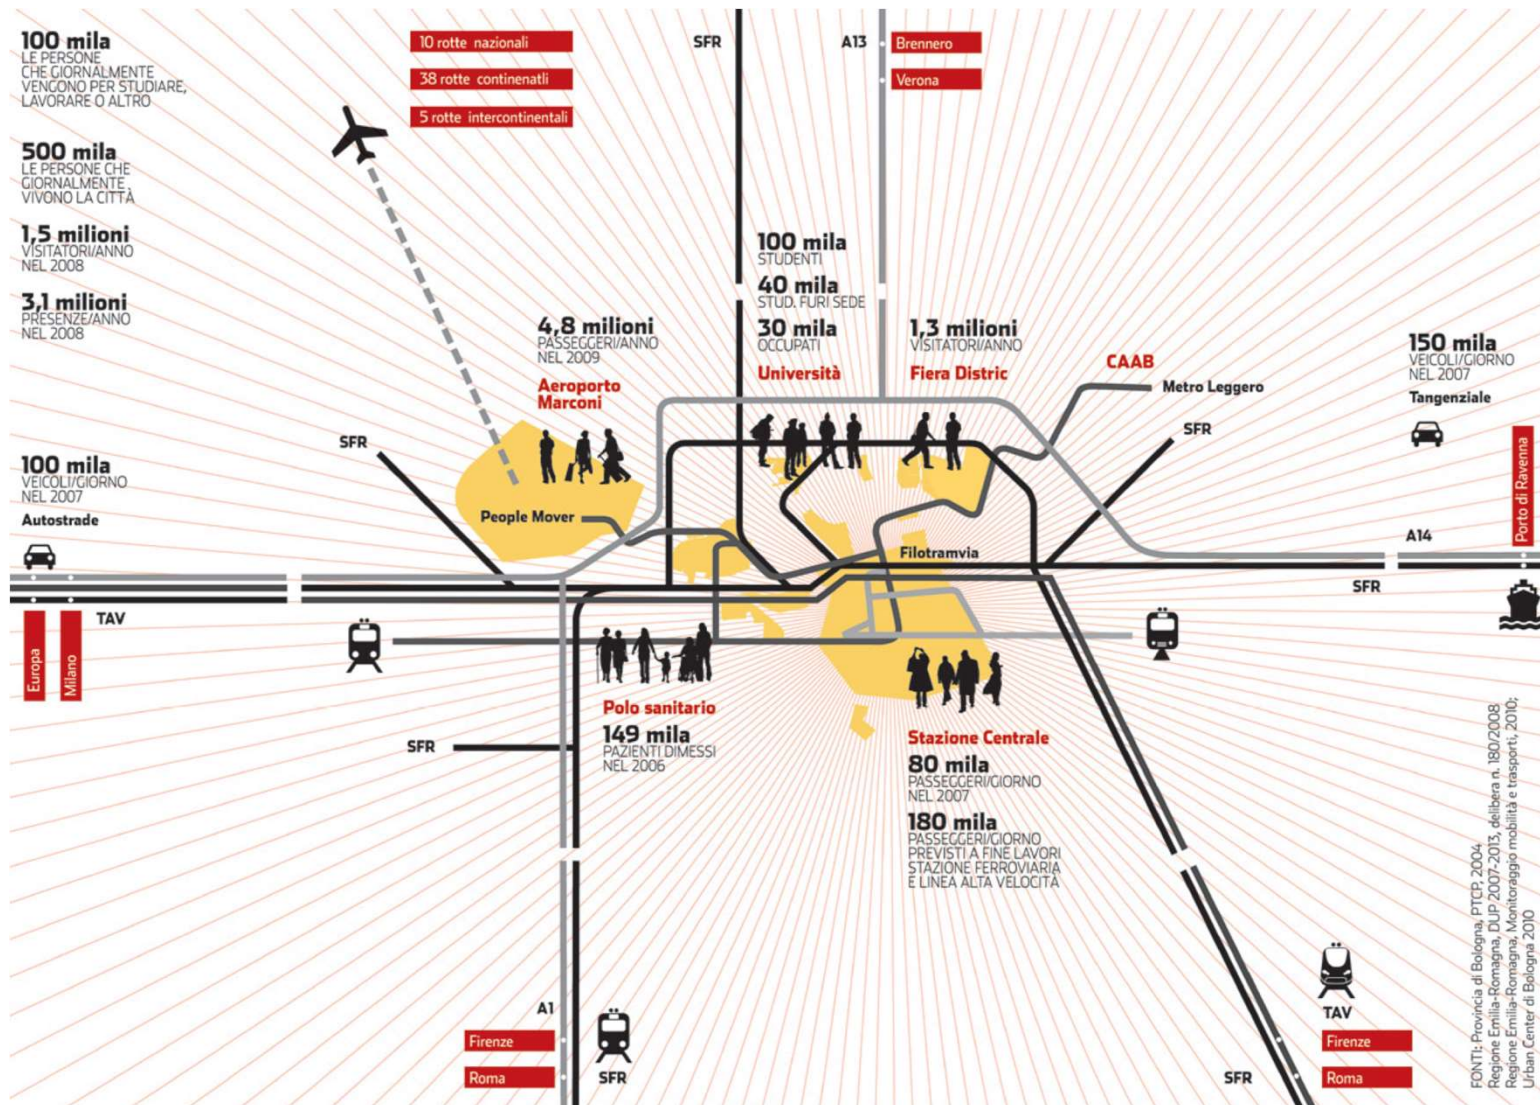 100 mila
LE PERSONE
CHE GIORNALMENTE
VENGONO PER STUDIARE,
LAVORARE O ALTRO
500 mila
LE PERSONE CHE
GIORNALMENTE
VIVONO LA CITTÀ
1,5 milioni
VISITATORI/ANNO
NEL 2008
3,1 milioni
PRESENZE/ANNO
NEL 2008
10 rotte nazionali
38 rotte continenatli
5 rotte intercontinentali
SFR
A13
Brennero
Verona
4,8 milioni
PASSEGGERI/ANNO
NEL 2009
Aeroporto
Marconi
100 mila
STUDENTI
40 mila
STUD. FURI SEDE
30 mila
OCCUPATI
Università
1,3 milioni
VISITATORI/ANNO
Fiera Distric
CAAB
Metro Leggero
150 mila
VEICOLI/GIORNO
NEL 2007
Tangenziale
SFR
SFR
Porto di Ravenna
100 mila
VEICOLI/GIORNO
NEL 2007
Autostrade
People Mover
Filotramvia
A14
SFR
TAV
Europa
Milano
SFR
Polo sanitario
149 mila
PAZIENTI DIMESSI
NEL 2006
Stazione Centrale
80 mila
PASSEGGERI/GIORNO
NEL 2007
180 mila
PASSEGGERI/GIORNO
PREVISTI A FINE LAVORI
STAZIONE FERROVIARIA
E LINEA ALTA VELOCITÀ
A1
Firenze
Roma
SFR
TAV
Firenze
Roma
SFR
FONTI: Provincia di Bologna, PTCP, 2004
Regione Emilia-Romagna, DUP 2007-2013, delibera n. 180/2008
Regione Emilia-Romagna, Monitoraggio mobilità e trasporti, 2010;
Urban Center di Bologna 2010